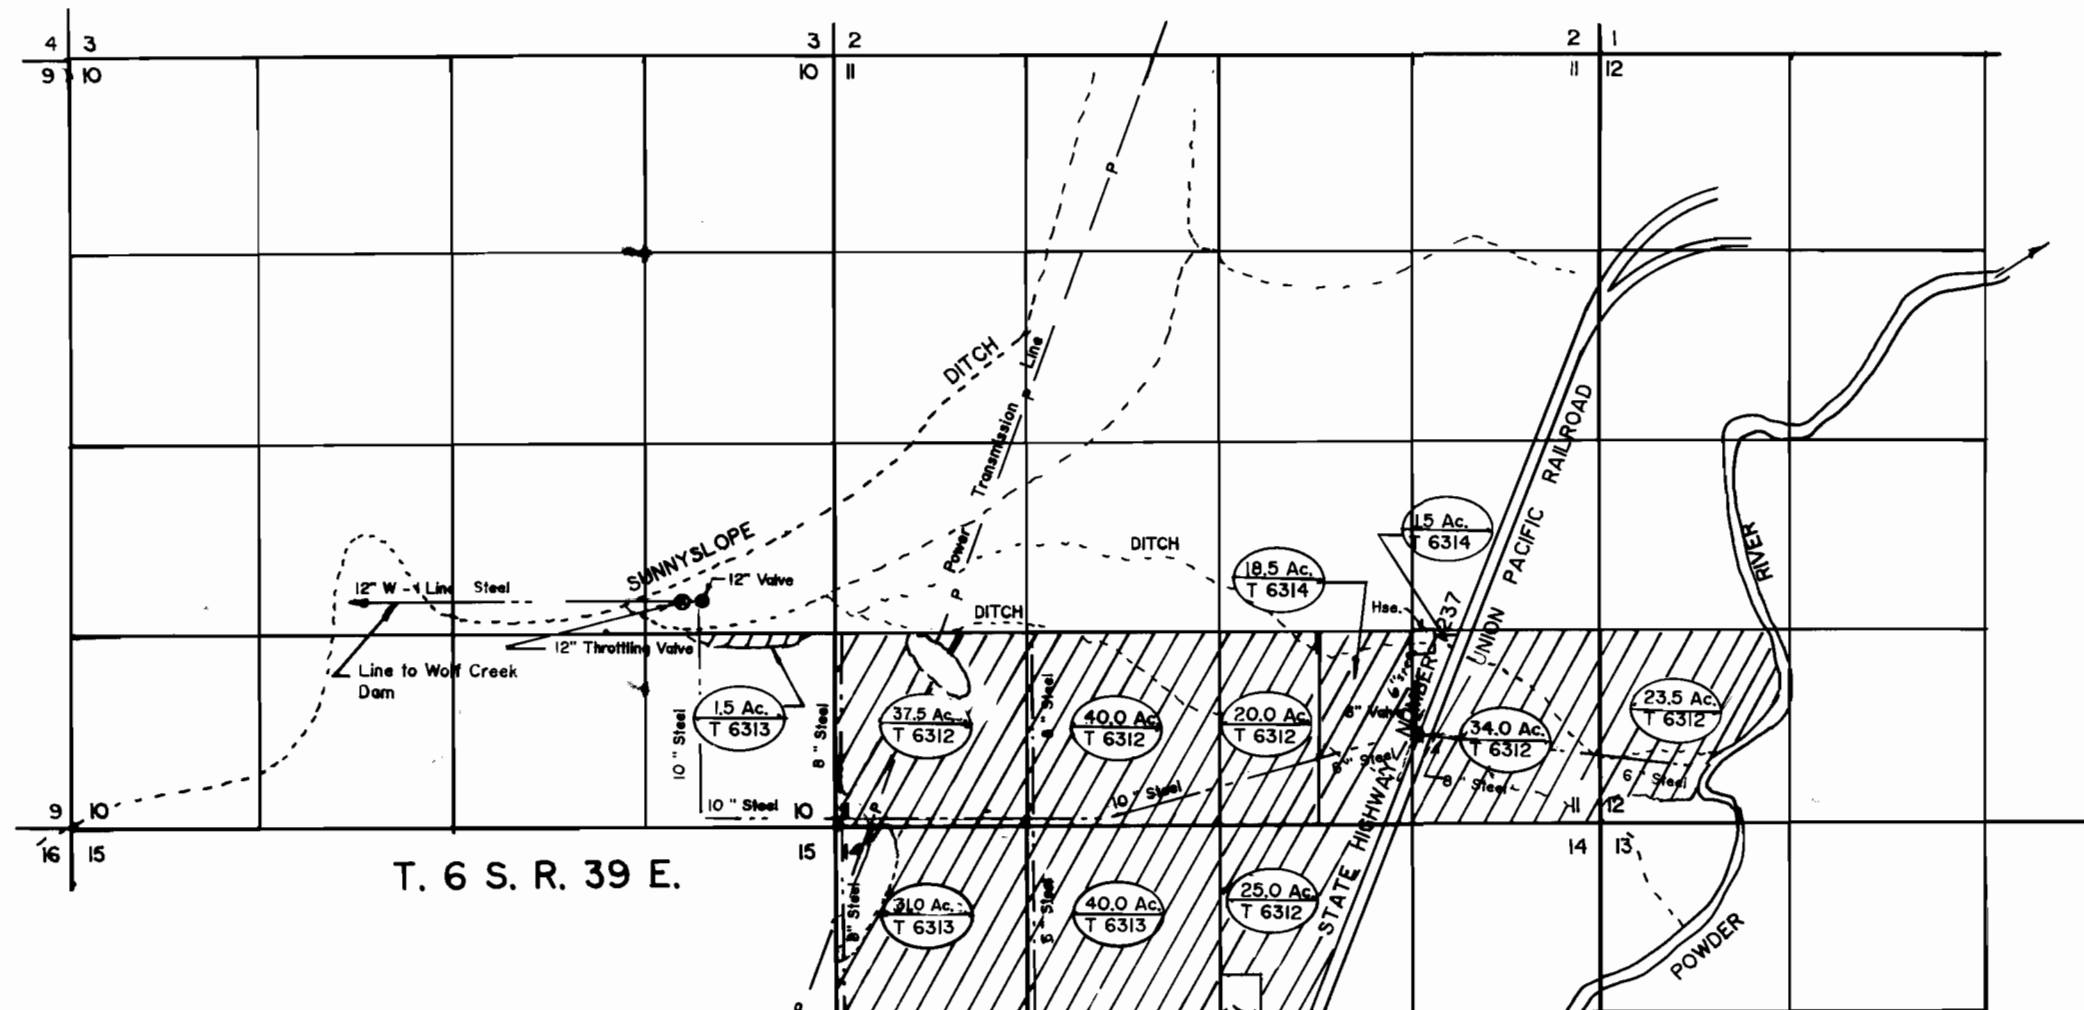 4 3
3 2
2 1
9 10
10 11
11 12
P
DITCH
Power Transmission Line
P
P
UNION PACIFIC RAILROAD
RIVER
SUNNYSLOPE
DITCH
1.5 Ac.
T 6314
18.5 Ac.
T 6314
12" W-1 Line Steel
12" Valve
DITCH
Hse.
12" Throttling Valve
Line to Wolf Creek
Dam
10" Steel
1.5 Ac.
T 6313
8" Steel
37.5 Ac.
T 6312
8" Steel
40.0 Ac.
T 6312
20.0 Ac.
T 6312
8" Valve
34.0 Ac.
T 6312
23.5 Ac.
T 6312
8" Steel
8" Steel
6" Steel
10" Steel
10" Steel
P
9 10
10
11 12
16 15
15
14 13
T. 6 S. R. 39 E.
STATE HIGHWAY
8" Steel
31.0 Ac.
T 6313
Steel
40.0 Ac.
T 6313
25.0 Ac.
T 6312
POWDER
P